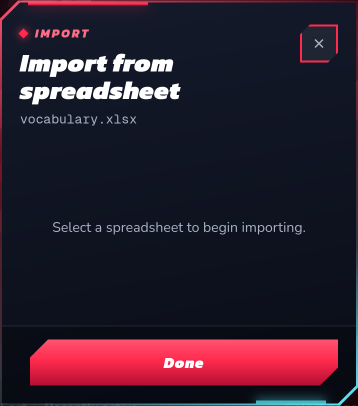 IMPORT
Import from
spreadsheet
vocabulary.xlsx
Select a spreadsheet to begin importing.
Done